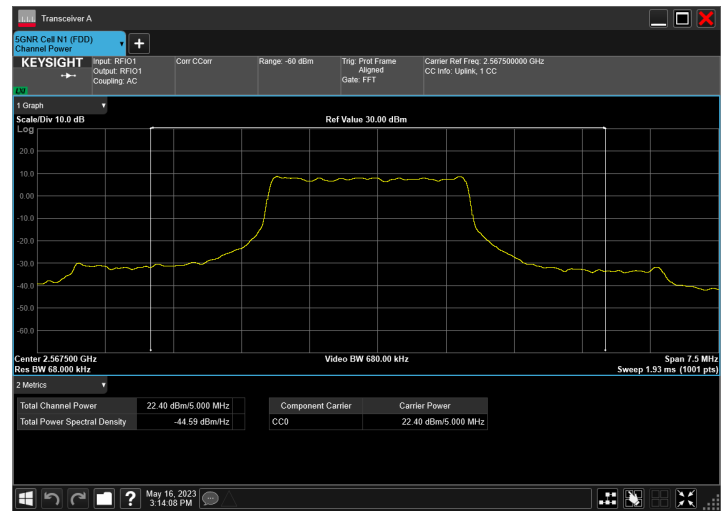 Transceiver A
5GNR Cell N1 (FDD)
Channel Power
KEYSIGHT
Input: RFIO1
Output: RFIO1
Coupling: AC
Corr CCorr
Range: -60 dBm
Trig: Prot Frame
Aligned
Gate: FFT
Carrier Ref Freq: 2.567500000 GHz
CC Info: Uplink, 1 CC
LXI
1 Graph
Scale/Div 10.0 dB
Ref Value 30.00 dBm
Log
20.0
10.0
0.00
-10.0
-20.0
-30.0
-40.0
-50.0
-60.0
Center 2.567500 GHz
Video BW 680.00 kHz
Span 7.5 MHz
Res BW 68.000 kHz
Sweep 1.93 ms (1001 pts)
2 Metrics
Total Channel Power 22.40 dBm/5.000 MHz
Total Power Spectral Density -44.59 dBm/Hz
Component Carrier Carrier Power
CC0 22.40 dBm/5.000 MHz
May 16, 2023
3:14:08 PM